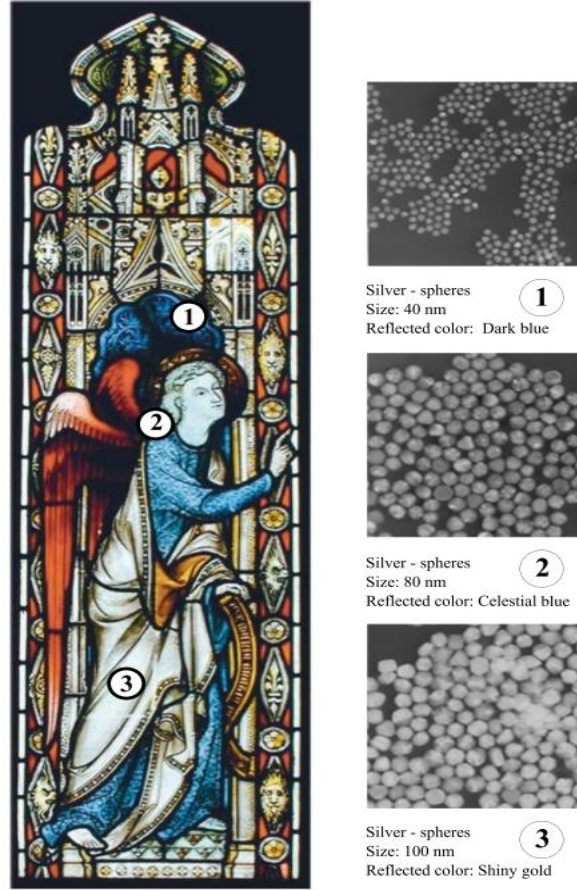 1
2
3
Silver - spheres
Size: 40 nm
Reflected color: Dark blue
1
Silver - spheres
Size: 80 nm
Reflected color: Celestial blue
2
Silver - spheres
Size: 100 nm
Reflected color: Shiny gold
3